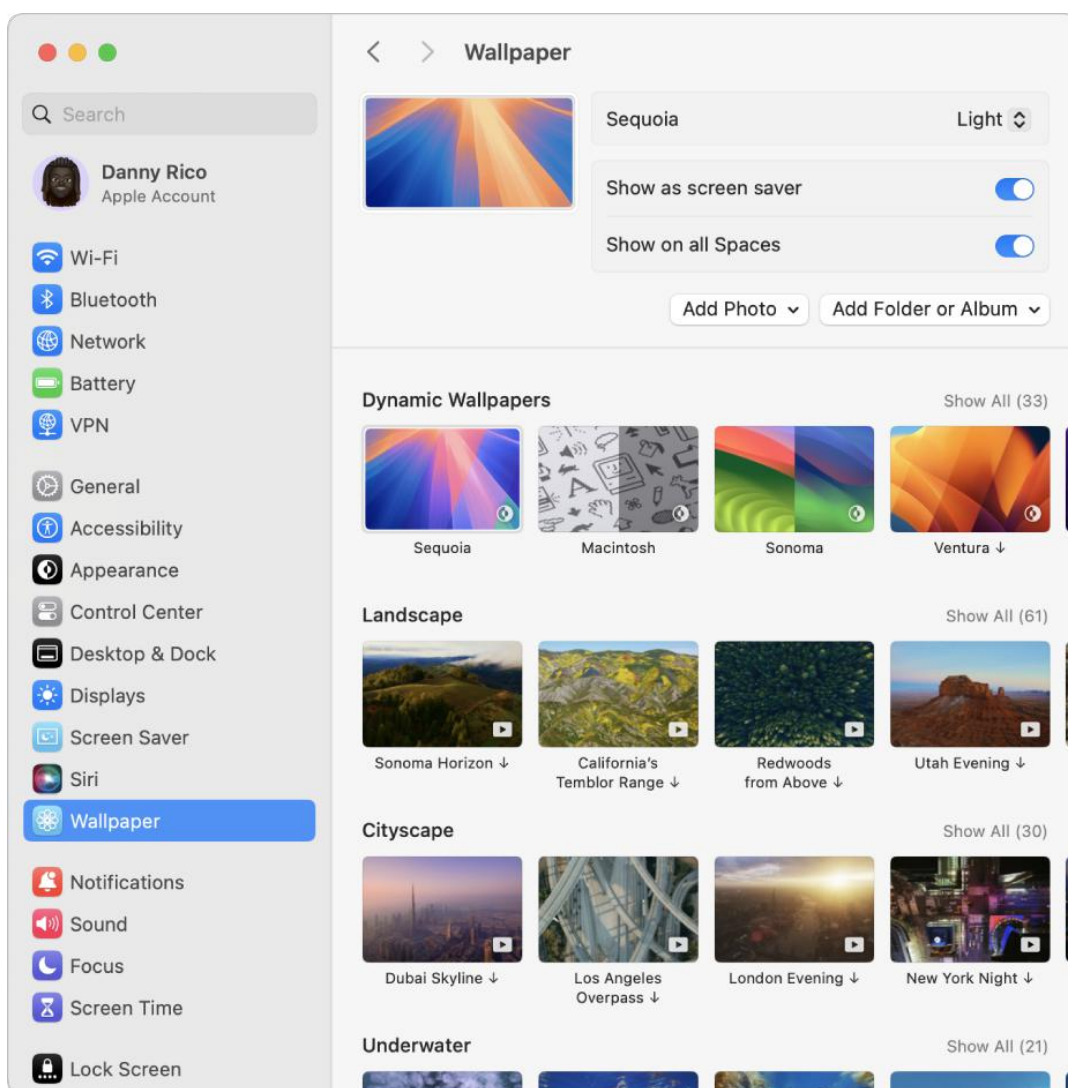 Search
Danny Rico
Apple Account
Wi-Fi
Bluetooth
Network
Battery
VPN
General
Accessibility
Appearance
Control Center
Desktop & Dock
Displays
Screen Saver
Siri
Wallpaper
Notifications
Sound
Focus
Screen Time
Lock Screen
Wallpaper
Sequoia Light
Show as screen saver
Show on all Spaces
Add Photo Add Folder or Album
Dynamic Wallpapers Show All (33)
Sequoia Macintosh Sonoma Ventura ↓
Landscape Show All (61)
Sonoma Horizon ↓ California's Redwoods Utah Evening ↓
Temblor Range ↓ from Above ↓
Cityscape Show All (30)
Dubai Skyline ↓ Los Angeles London Evening ↓ New York Night ↓
Overpass ↓
Underwater Show All (21)